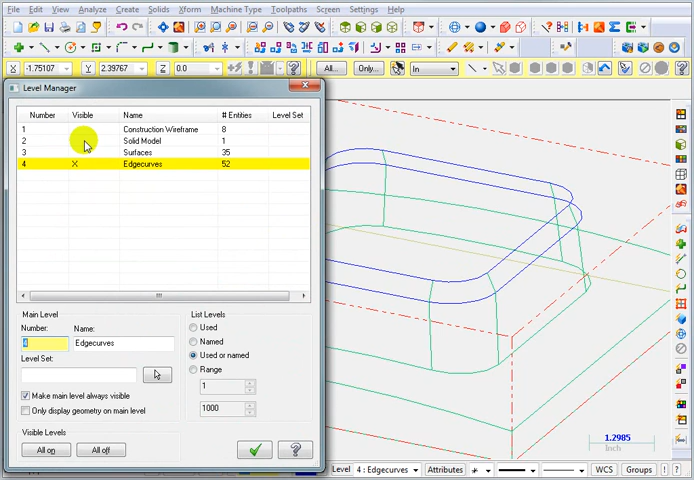 File Edit View Analyze Create Solids Xform Machine Type Toolpaths Screen Settings Help
X -1.75107 Y 2.39767 Z 0.0 All... Only... In
Level Manager
Number Visible Name # Entities Level Set
1 Construction Wireframe 8
2 Solid Model 1
3 Surfaces 35
4 X Edgecurves 52
Main Level
Number: Name:
4 Edgecurves
Level Set:
Make main level always visible
Only display geometry on main level
List Levels
Used
Named
Used or named
Range
1
1000
Visible Levels
All on All off
1.2985
Inch
Level 4 : Edgecurves Attributes WCS Groups ! ?